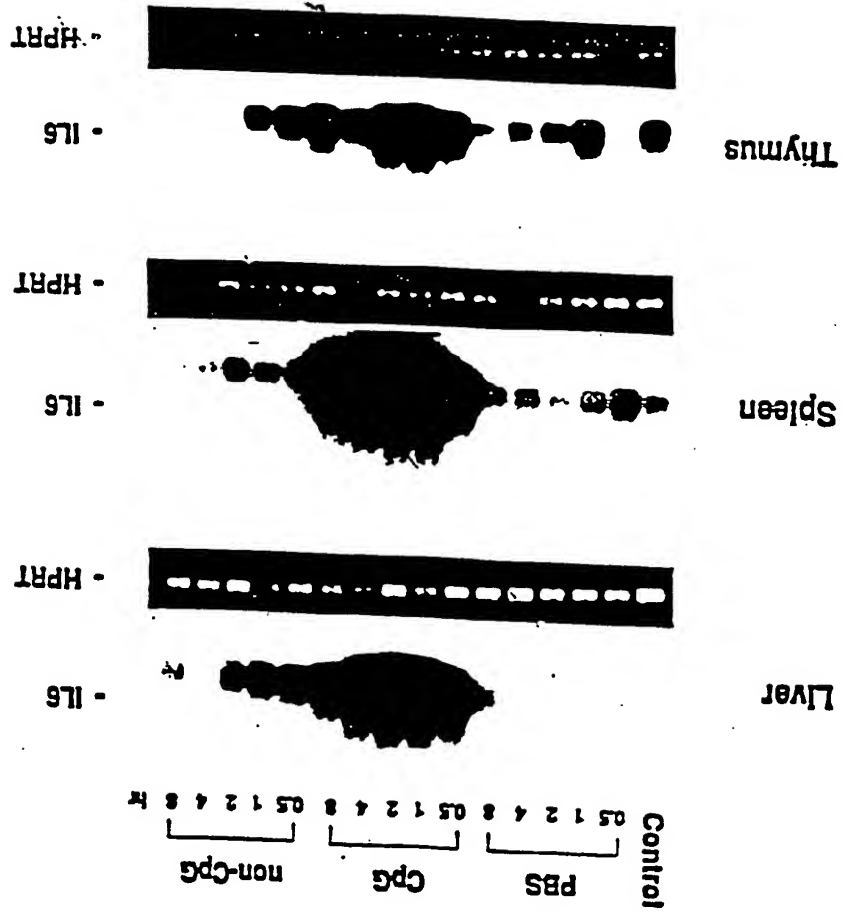 Control PBS CpG non-CpG
0.5 1 2 4 8 0.5 1 2 4 8 0.5 1 2 4 8 hr
Liver - IL6
- HPRT
Spleen - IL6
- HPRT
Thymus - IL6
- HPRT